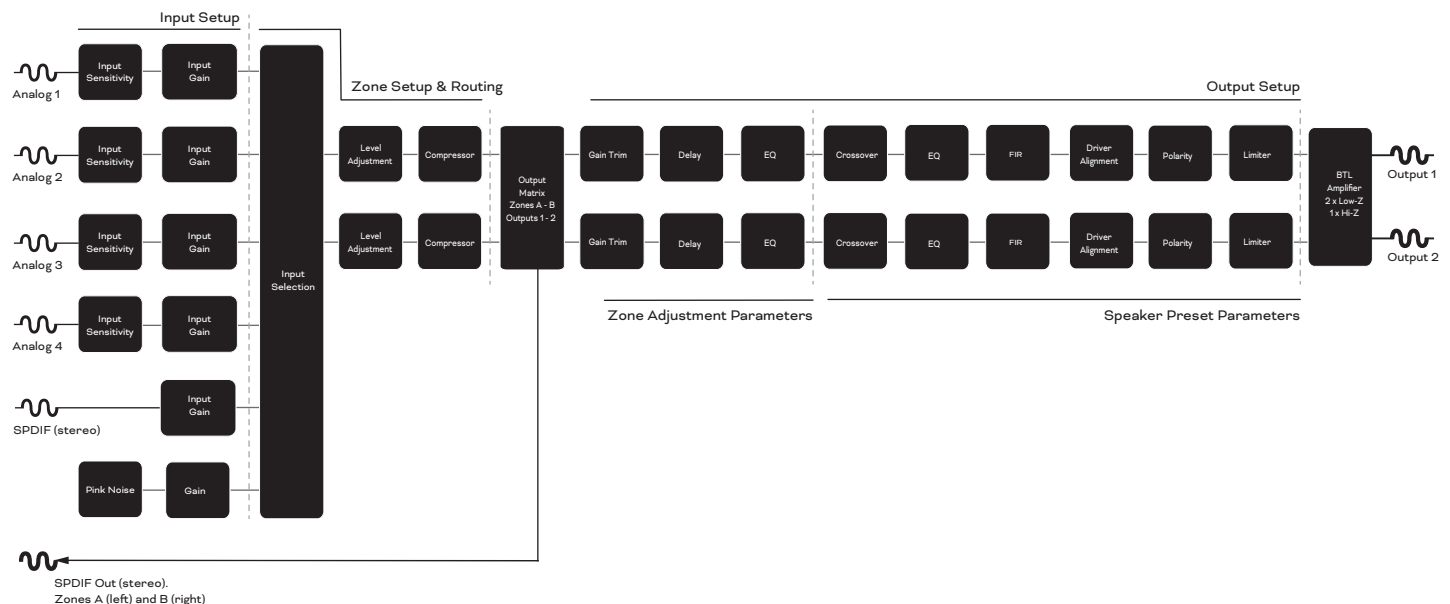 Input Setup
Zone Setup & Routing
Output Setup
Input
Sensitivity
Input
Gain
Analog 1
Input
Sensitivity
Input
Gain
Analog 2
Input
Sensitivity
Input
Gain
Analog 3
Input
Sensitivity
Input
Gain
Analog 4
Input
Gain
SPDIF (stereo)
Pink Noise
Gain
Input
Selection
Level
Adjustment
Compressor
Level
Adjustment
Compressor
Output
Matrix
Zones A - B
Outputs 1 - 2
Gain Trim
Delay
EQ
Crossover
EQ
FIR
Driver
Alignment
Polarity
Limiter
Gain Trim
Delay
EQ
Crossover
EQ
FIR
Driver
Alignment
Polarity
Limiter
BTL
Amplifier
2 x Low-Z
1 x Hi-Z
Output 1
Output 2
Zone Adjustment Parameters
Speaker Preset Parameters
SPDIF Out (stereo).
Zones A (left) and B (right)